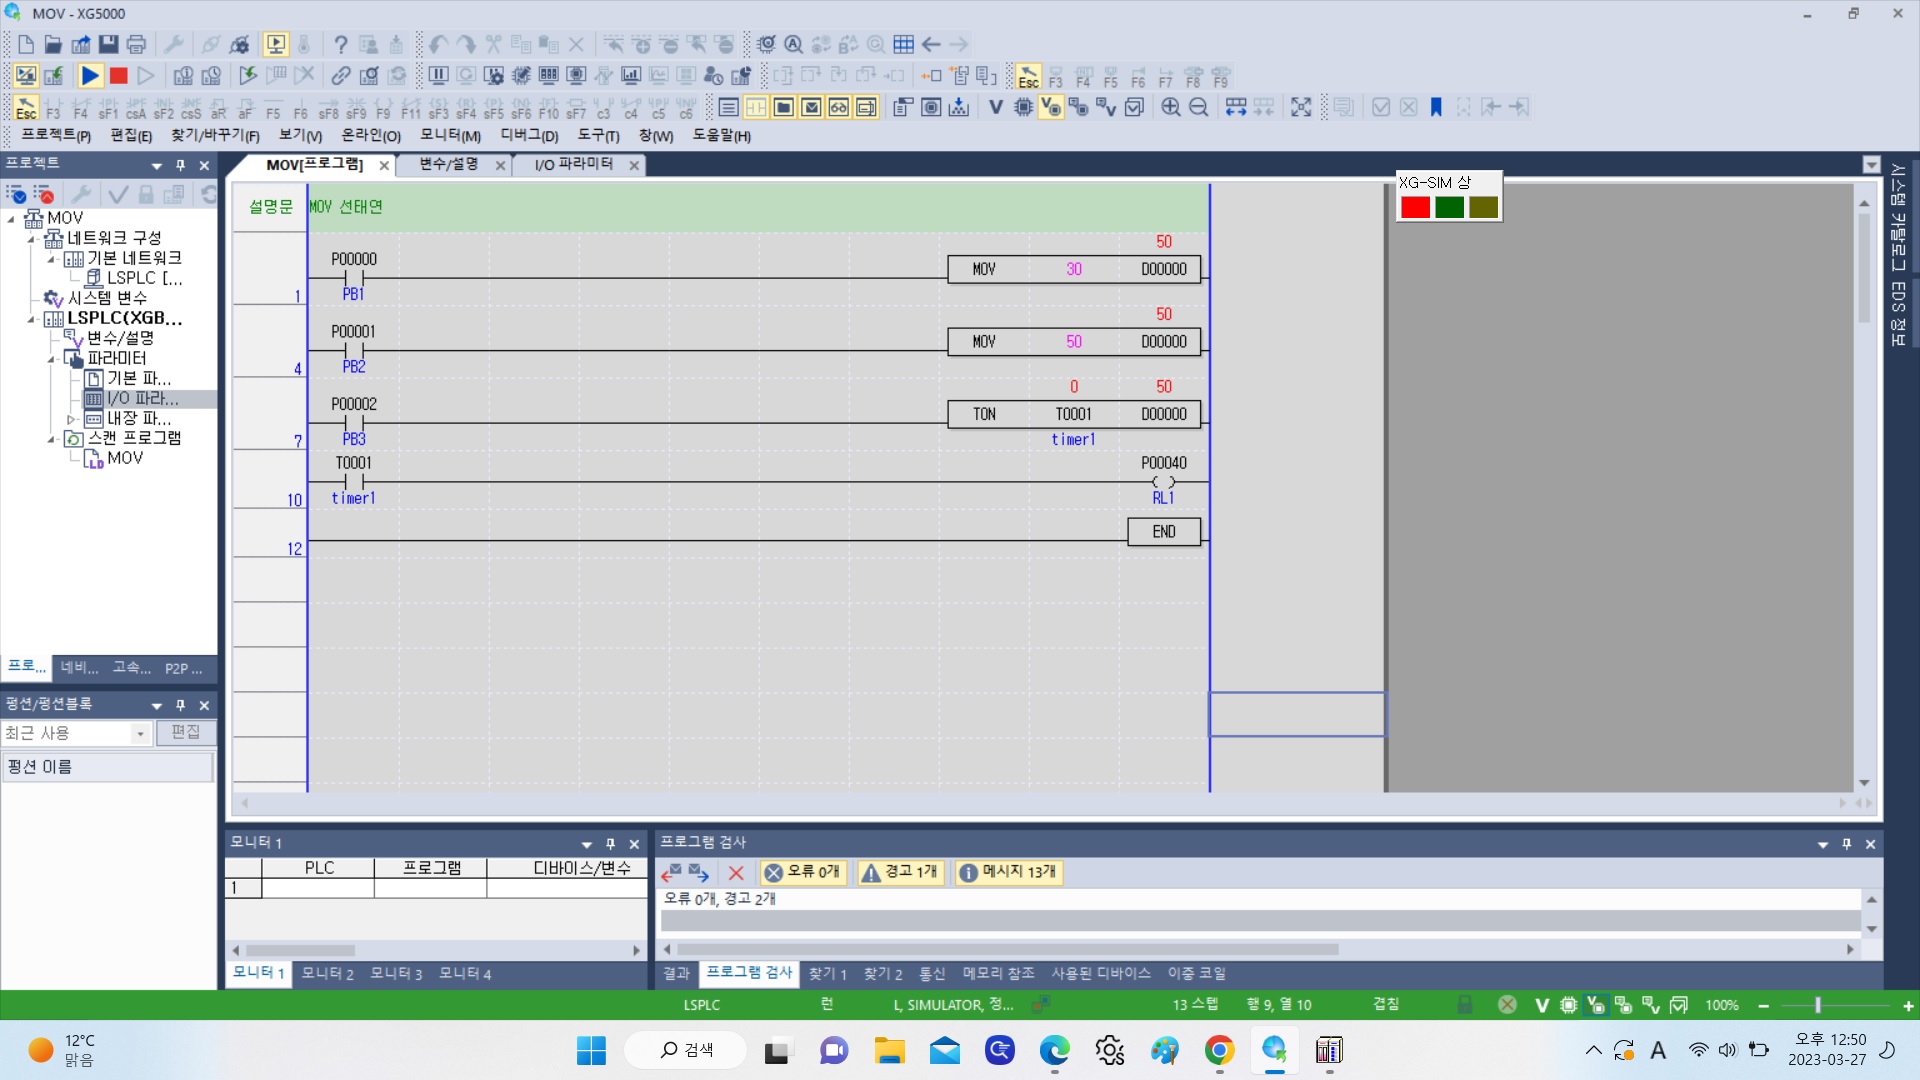 MOV - XG5000
Esc F3 F4 F5 F6 F7 F8 F9
Esc F3 F4 sF1 csA sF2 csS aR aF F5 F6 sF8 sF9 F9 F11 sF3 sF4 sF5 sF6 F10 sF7 c3 c4 c5 c6
프로젝트(P) 편집(E) 찾기/바꾸기(F) 보기(V) 온라인(O) 모니터(M) 디버그(D) 도구(T) 창(W) 도움말(H)
프로젝트
MOV[프로그램] 변수/설명 I/O 파라미터
MOV
네트워크 구성
기본 네트워크
LSPLC [...
시스템 변수
LSPLC(XGB...
변수/설명
파라미터
기본 파...
I/O 파라...
내장 파...
스캔 프로그램
MOV
프로... 네비... 고속... P2P ...
펑션/펑션블록
최근 사용 편집
펑션 이름
설명문 MOV 선태연
XG-SIM 상
시스템 카탈로그
EDS 정보
50
P00000 MOV 30 D00000
1 PB1
50
P00001 MOV 50 D00000
4 PB2
0 50
P00002 TON T0001 D00000
7 PB3 timer1
T0001 P00040
10 timer1 RL1
END
12
모니터 1
PLC 프로그램 디바이스/변수
1
모니터 1 모니터 2 모니터 3 모니터 4
프로그램 검사
오류 0개 경고 1개 메시지 13개
오류 0개, 경고 2개
결과 프로그램 검사 찾기 1 찾기 2 통신 메모리 참조 사용된 디바이스 이중 코일
LSPLC 런 L, SIMULATOR, 정... 13 스텝 행 9, 열 10 겹침 100%
12°C
맑음
검색
A
오후 12:50
2023-03-27